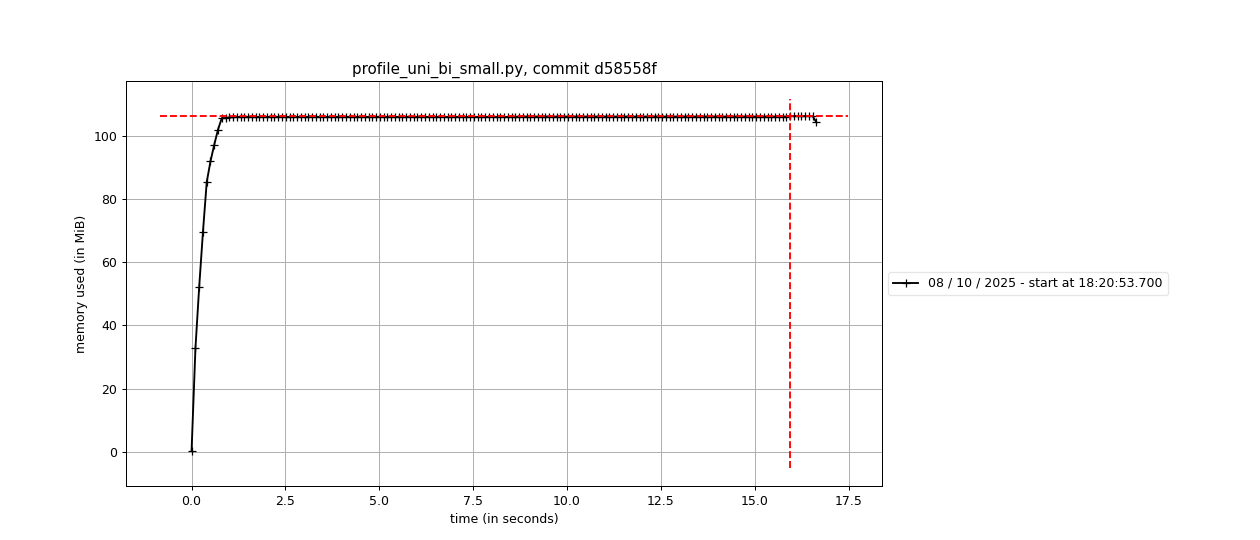 profile_uni_bi_small.py, commit d58558f
memory used (in MiB)
100
80
60
40
20
0
0.0 2.5 5.0 7.5 10.0 12.5 15.0 17.5
time (in seconds)
08 / 10 / 2025 - start at 18:20:53.700